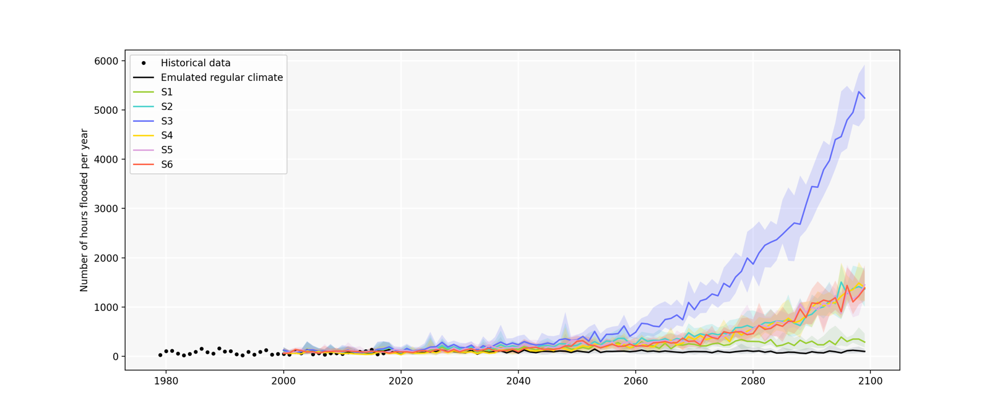 Number of hours flooded per year
6000
5000
4000
3000
2000
1000
0
Historical data
Emulated regular climate
S1
S2
S3
S4
S5
S6
1980
2000
2020
2040
2060
2080
2100